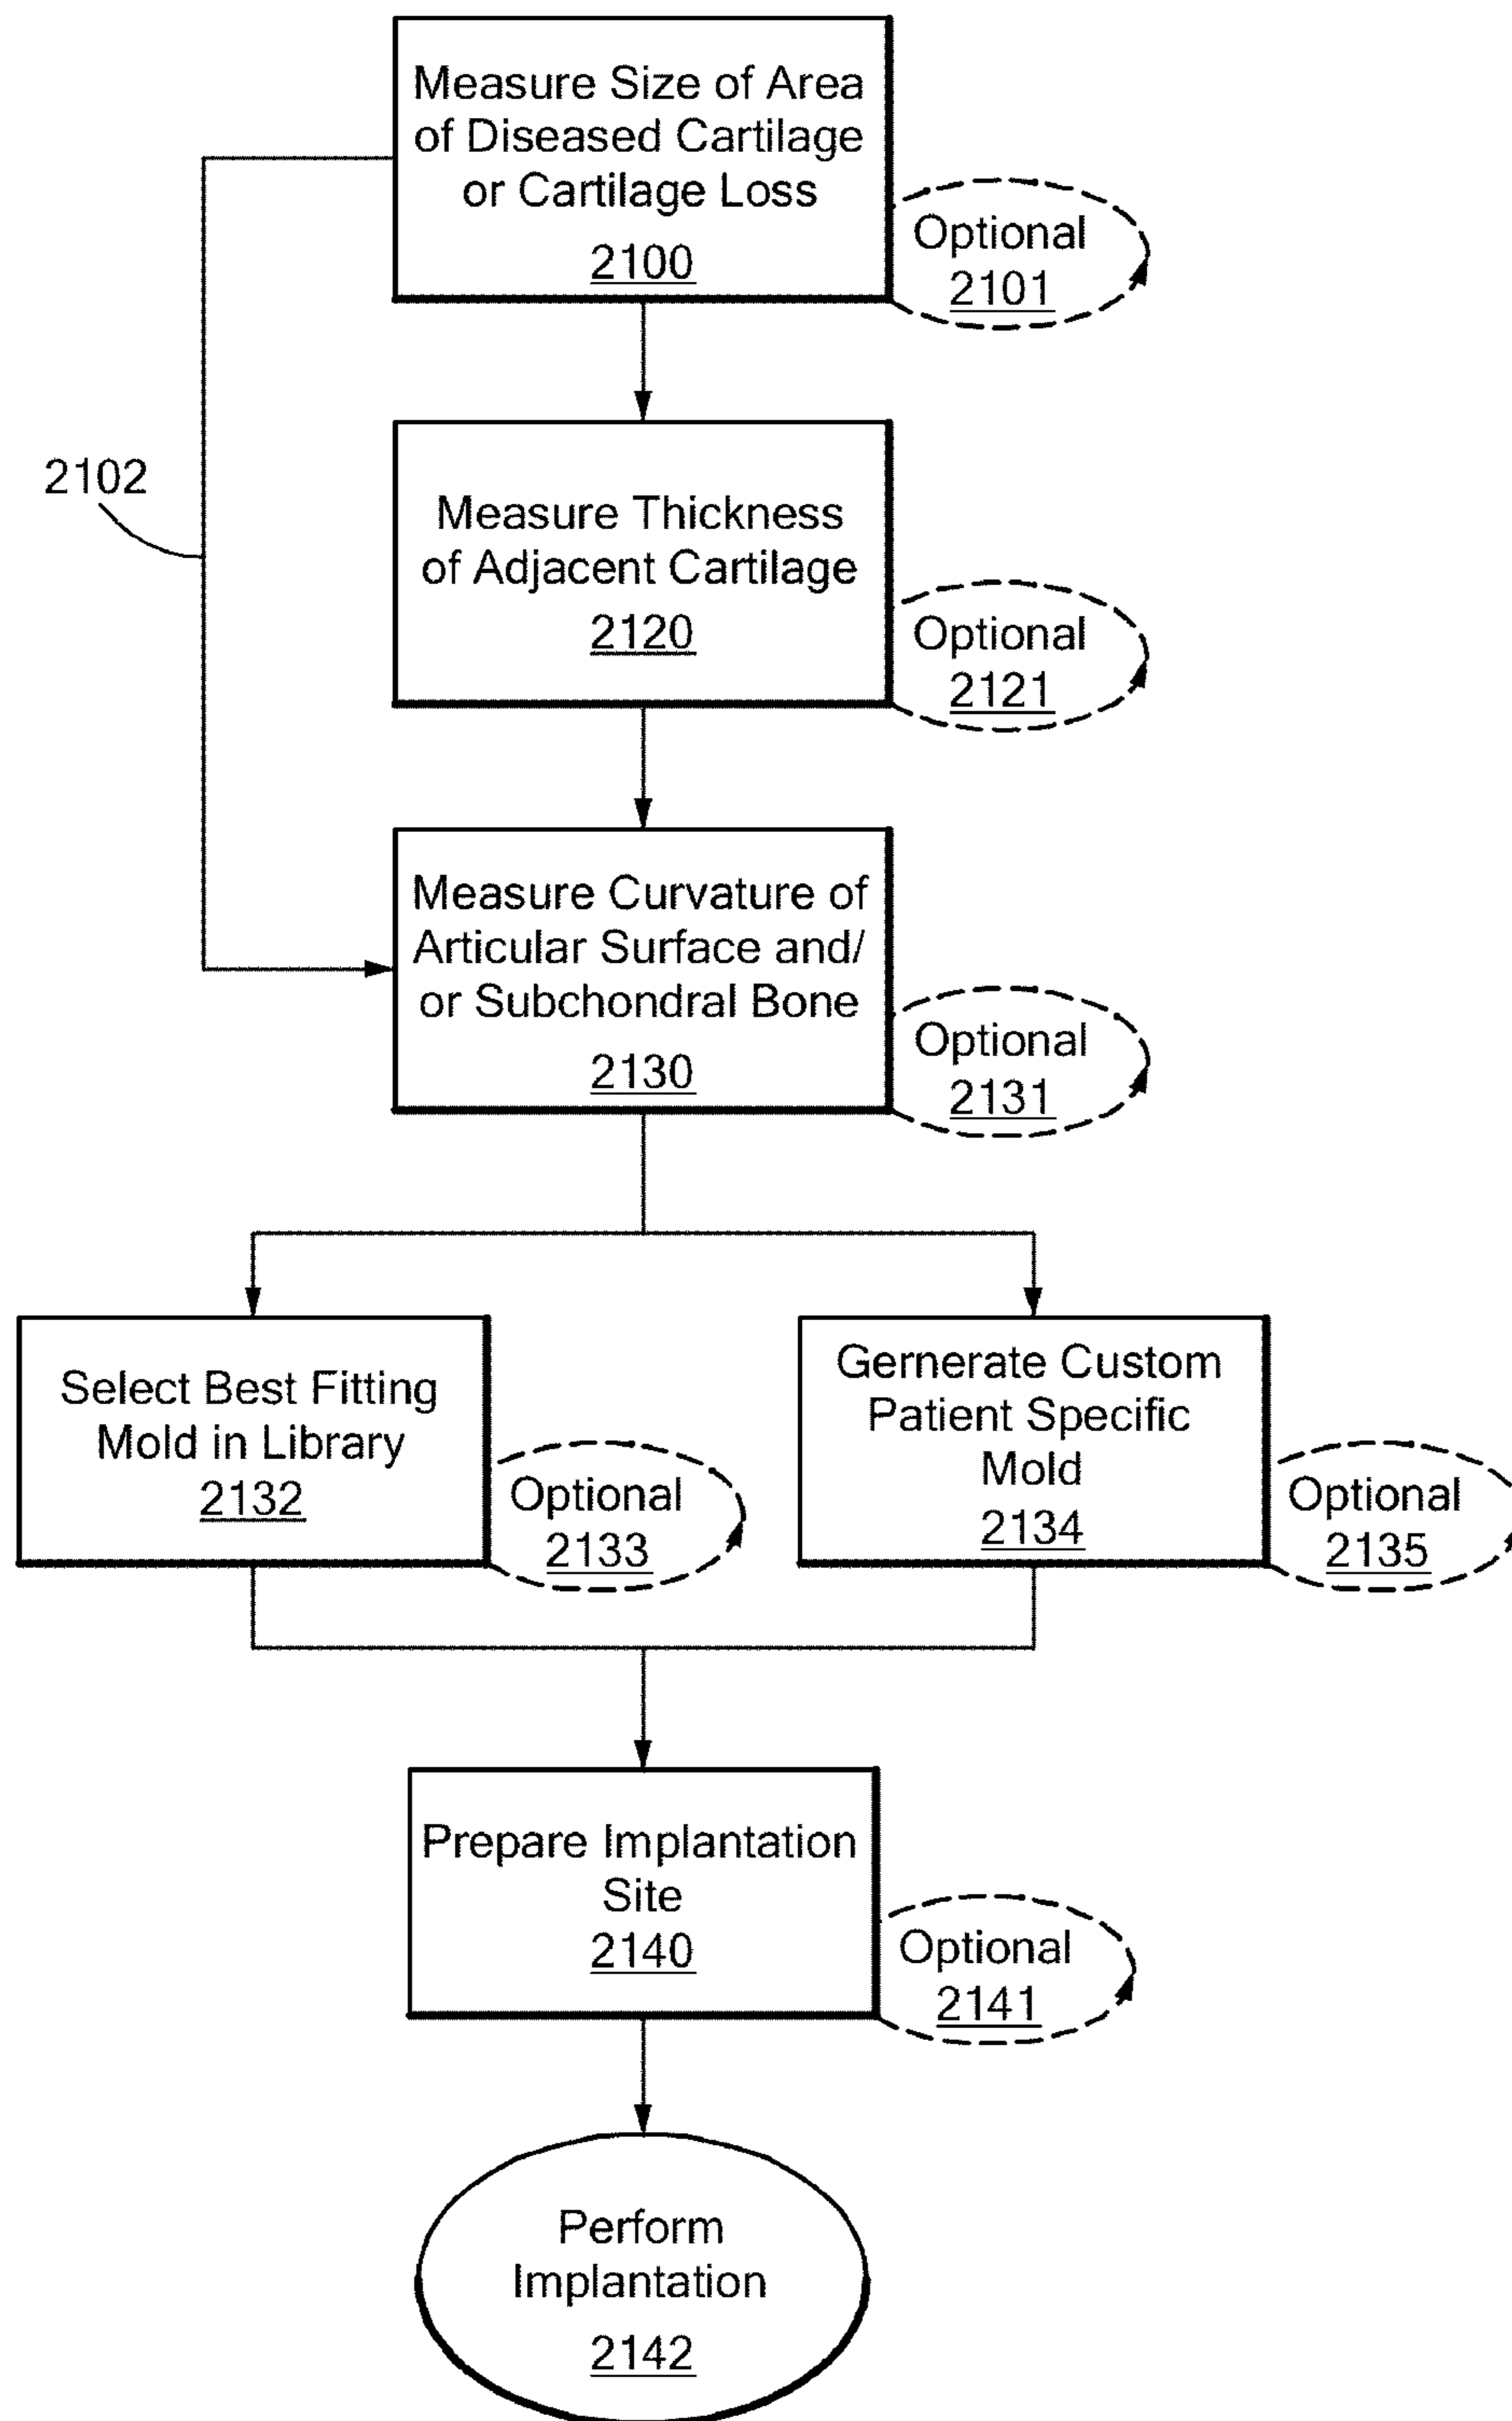 Measure Size of Area
of Diseased Cartilage
or Cartilage Loss
2100
Optional
2101
2102
Measure Thickness
of Adjacent Cartilage
2120
Optional
2121
Measure Curvature of
Articular Surface and/
or Subchondral Bone
2130
Optional
2131
Select Best Fitting
Mold in Library
2132
Optional
2133
Gernerate Custom
Patient Specific
Mold
2134
Optional
2135
Prepare Implantation
Site
2140
Optional
2141
Perform
Implantation
2142